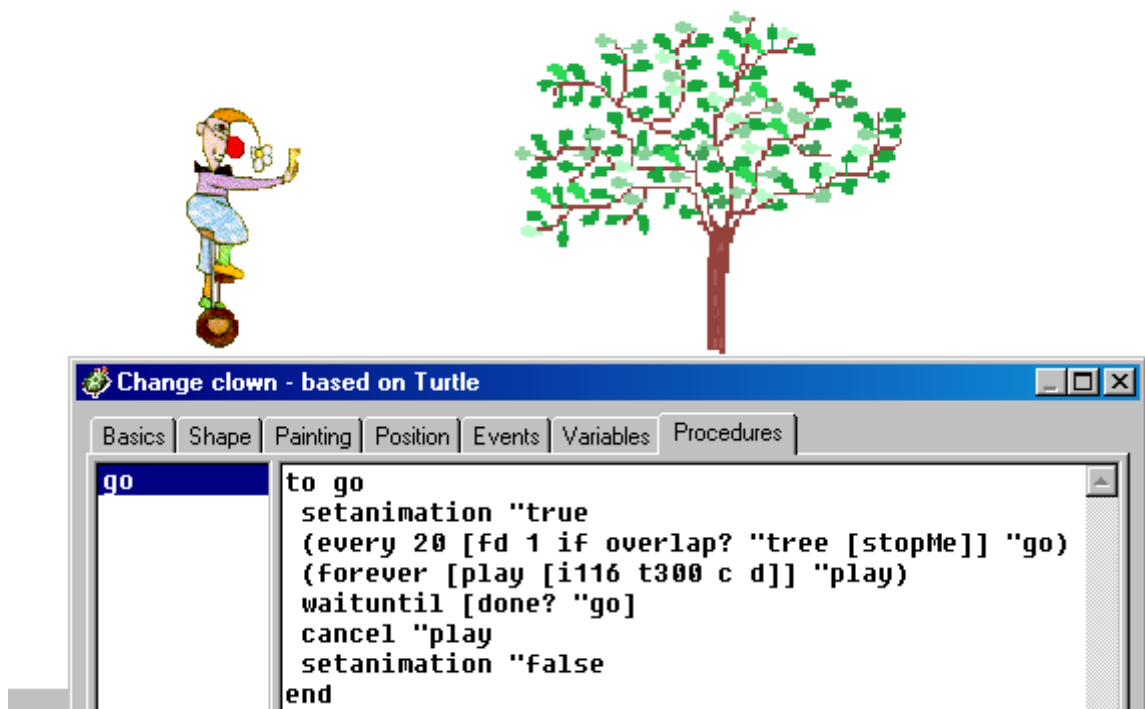 Change clown - based on Turtle
Basics Shape Painting Position Events Variables Procedures
go
to go
setanimation "true
(every 20 [fd 1 if overlap? "tree [stopMe]] "go)
(forever [play [i116 t300 c d]] "play)
waituntil [done? "go]
cancel "play
setanimation "false
end